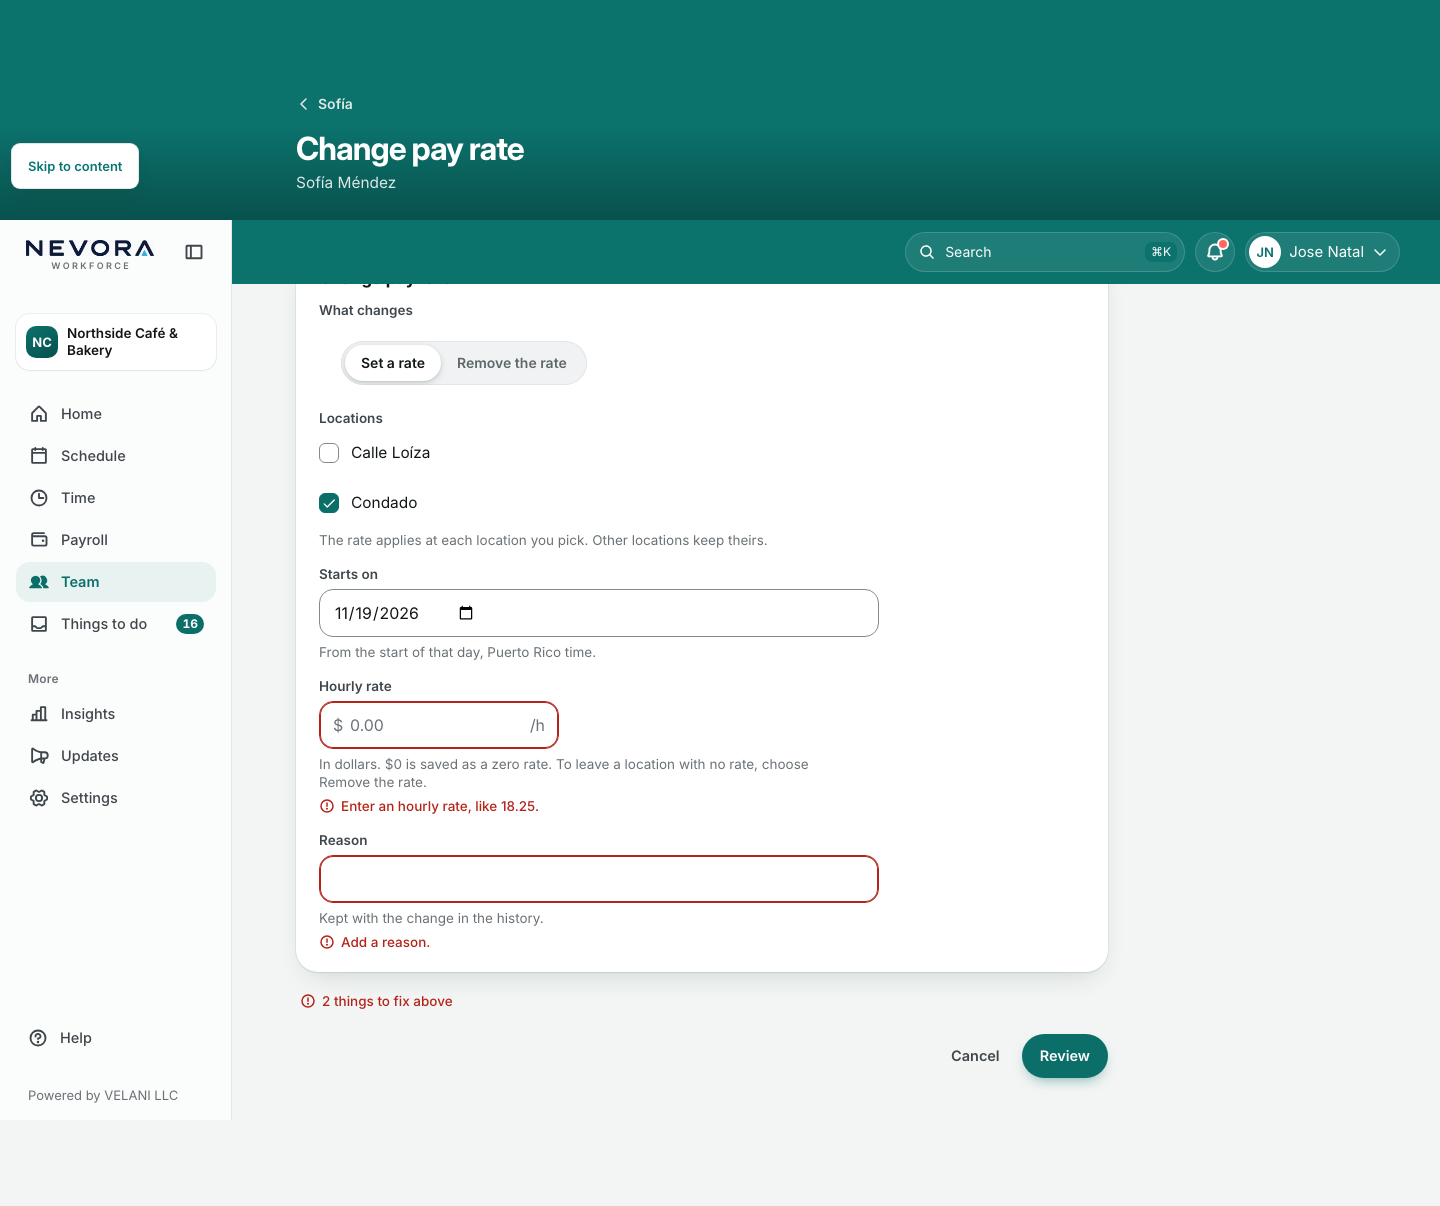 Sofía
Change pay rate
Sofía Méndez
Skip to content
NEVORA
WORKFORCE
Search
⌘K
JN
Jose Natal
NC
Northside Café &
Bakery
Home
Schedule
Time
Payroll
Team
Things to do
16
More
Insights
Updates
Settings
Help
Powered by VELANI LLC
What changes
Set a rate
Remove the rate
Locations
Calle Loíza
Condado
The rate applies at each location you pick. Other locations keep theirs.
Starts on
11/19/2026
From the start of that day, Puerto Rico time.
Hourly rate
$ 0.00
/h
In dollars. $0 is saved as a zero rate. To leave a location with no rate, choose
Remove the rate.
Enter an hourly rate, like 18.25.
Reason
Kept with the change in the history.
Add a reason.
2 things to fix above
Cancel
Review